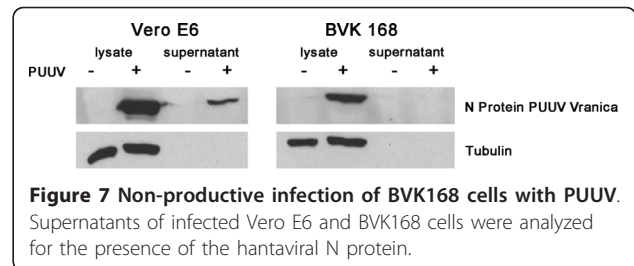 Vero E6 BVK 168
lysate supernatant lysate supernatant
PUUV - + - + - + - +
N Protein PUUV Vranica
Tubulin
Figure 7 Non-productive infection of BVK168 cells with PUUV.
Supernatants of infected Vero E6 and BVK168 cells were analyzed
for the presence of the hantaviral N protein.